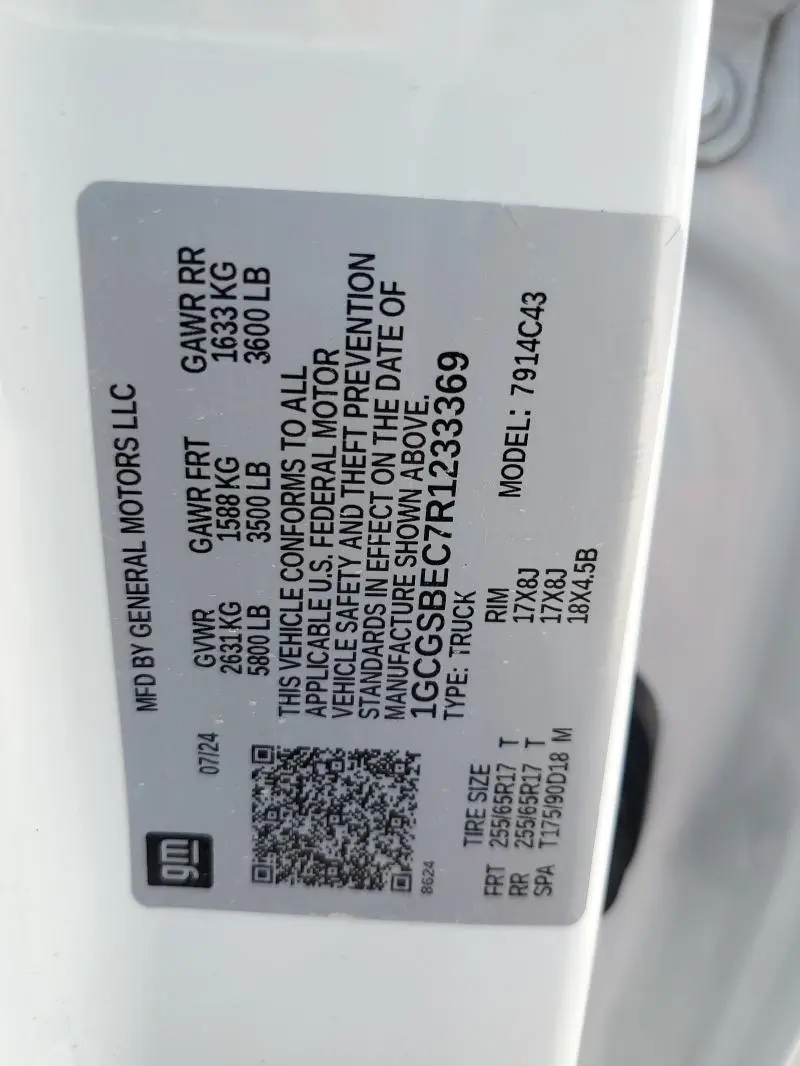 gm
MFD BY GENERAL MOTORS LLC
07/24
GVWR GAWR FRT GAWR RR
2631KG 1588 KG 1633 KG
5800 LB 3500 LB 3600 LB
THIS VEHICLE CONFORMS TO ALL
APPLICABLE U.S. FEDERAL MOTOR
VEHICLE SAFETY AND THEFT PREVENTION
STANDARDS IN EFFECT ON THE DATE OF
MANUFACTURE SHOWN ABOVE.
1GCGSBEC7R1233369
TYPE: TRUCK
8624
TIRE SIZE RIM MODEL: 7914C43
FRT 255/65R17 T 17X8J
RR 255/65R17 T 17X8J
SPA T175/90D18 M 18X4.5B